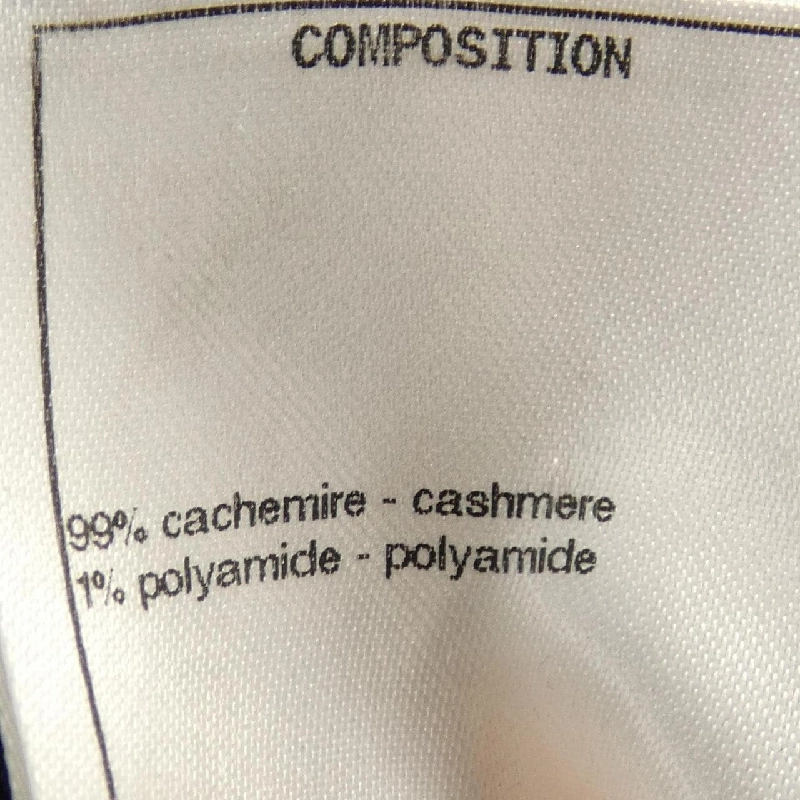 COMPOSITION
99% cachemire - cashmere
1% polyamide - polyamide